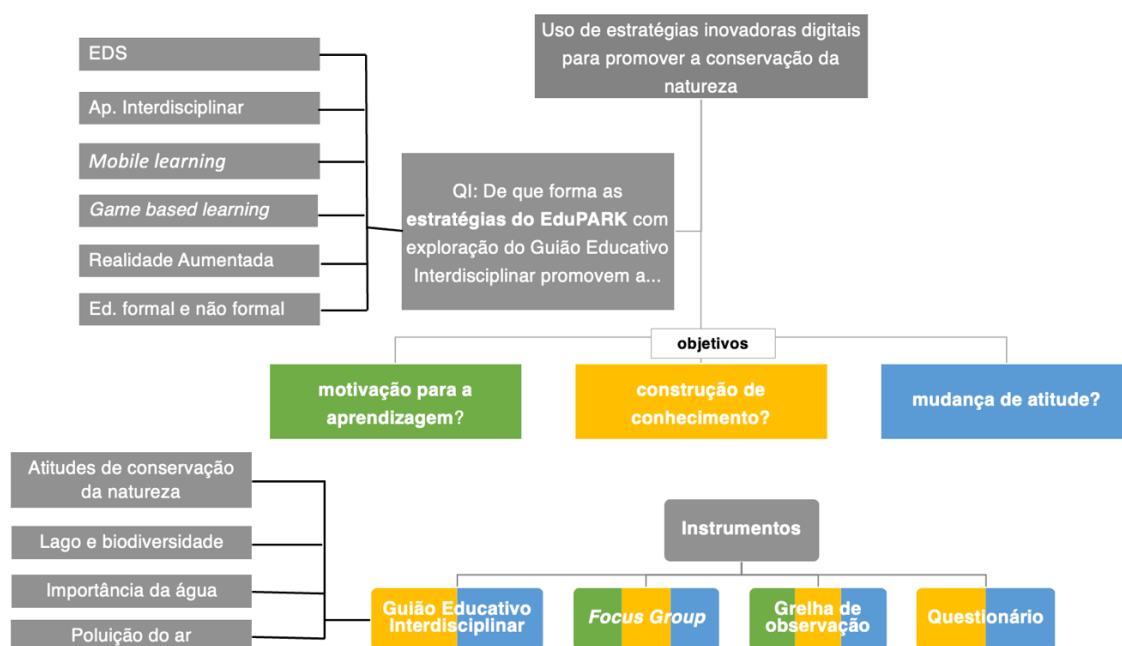 Uso de estratégias inovadoras digitais
para promover a conservação da
natureza
EDS
Ap. Interdisciplinar
Mobile learning
Game based learning
Realidade Aumentada
Ed. formal e não formal
QI: De que forma as
estratégias do EduPARK com
exploração do Guião Educativo
Interdisciplinar promovem a...
objetivos
motivação para a
aprendizagem?
construção de
conhecimento?
mudança de atitude?
Atitudes de conservação
da natureza
Lago e biodiversidade
Importância da água
Poluição do ar
Instrumentos
Guião Educativo
Interdisciplinar
Focus Group
Grelha de
observação
Questionário